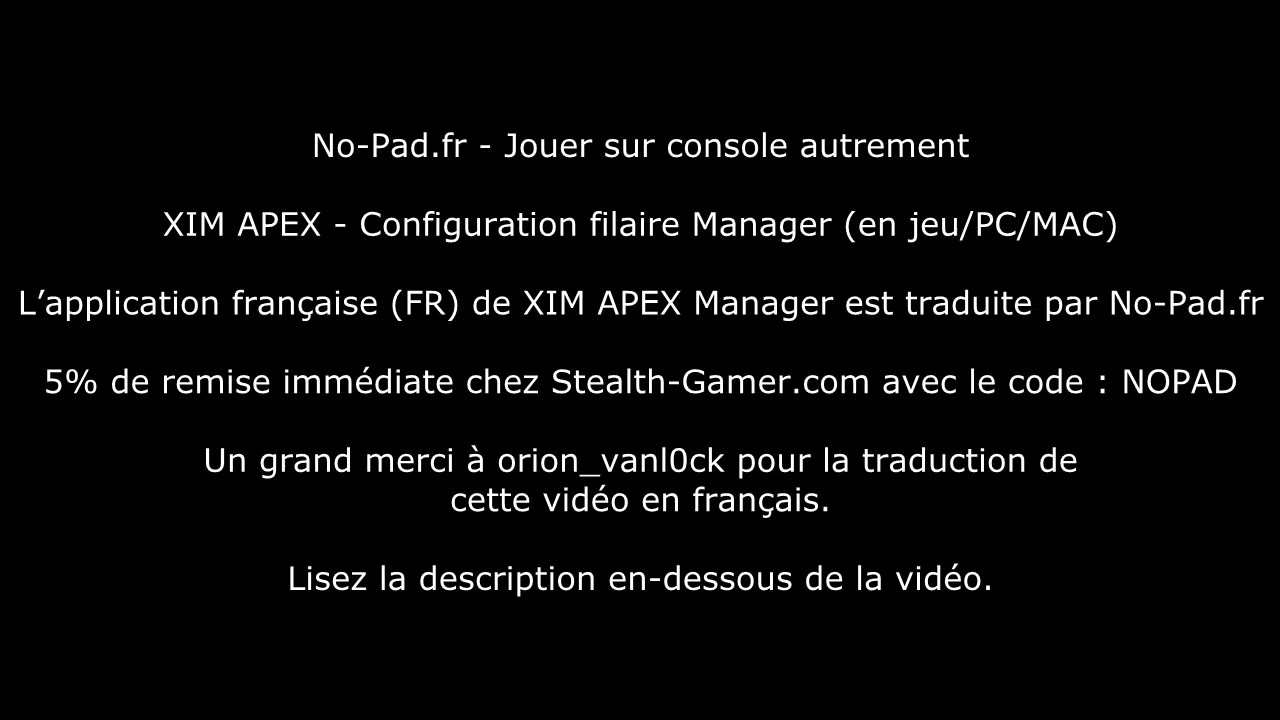 No-Pad.fr - Jouer sur console autrement
XIM APEX - Configuration filaire Manager (en jeu/PC/MAC)
L’application française (FR) de XIM APEX Manager est traduite par No-Pad.fr
5% de remise immédiate chez Stealth-Gamer.com avec le code : NOPAD
Un grand merci à orion_vanl0ck pour la traduction de
cette vidéo en français.
Lisez la description en-dessous de la vidéo.